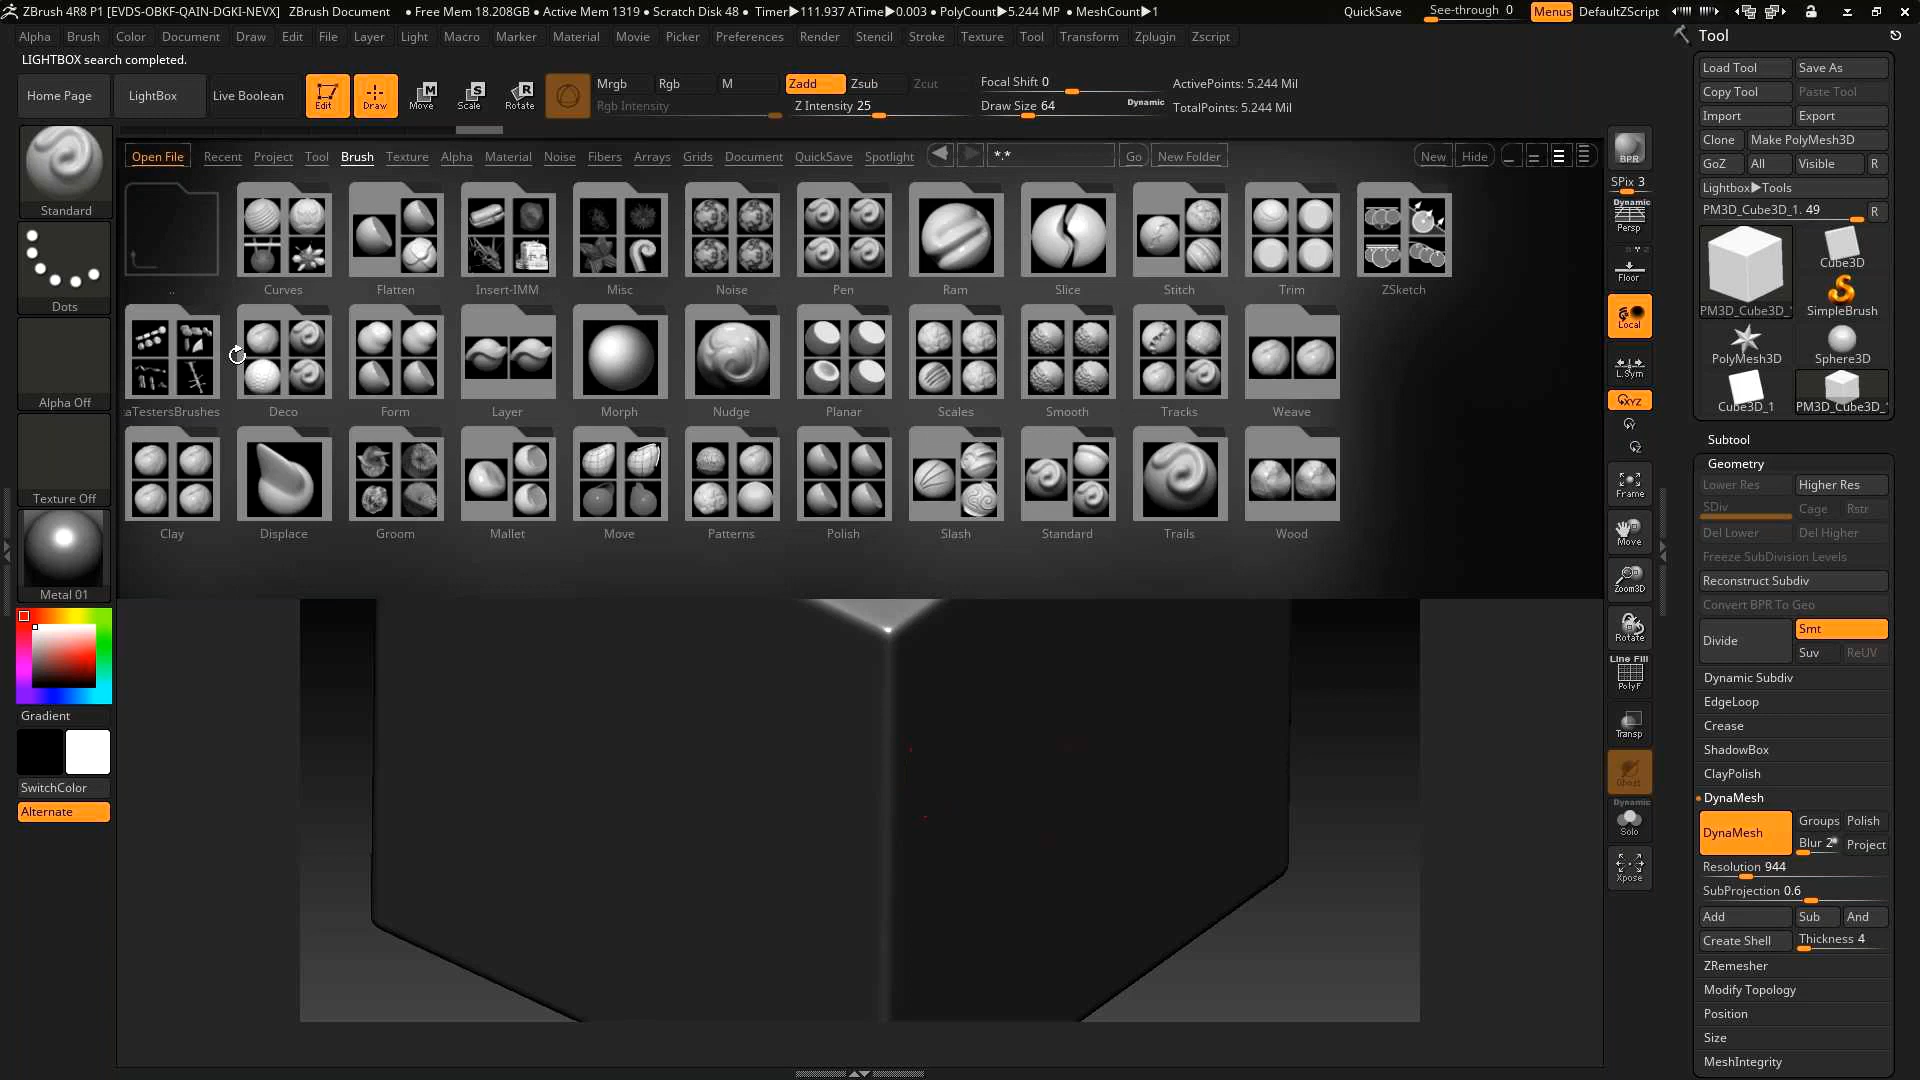 ZBrush 4R8 P1 [EVDS-OBKF-QAIN-DGKI-NEVX] ZBrush Document ● Free Mem 18.208GB ● Active Mem 1319 ● Scratch Disk 48 ● Timer▶111.937 ATime▶0.003 ● PolyCount▶5.244 MP ● MeshCount▶1 QuickSave See-through 0 Menus DefaultZScript
Alpha Brush Color Document Draw Edit File Layer Light Macro Marker Material Movie Picker Preferences Render Stencil Stroke Texture Tool Transform Zplugin Zscript
LIGHTBOX search completed.
Home Page LightBox Live Boolean Edit Draw Move Scale Rotate
Mrgb Rgb M Zadd Zsub Zcut Focal Shift 0 ActivePoints: 5.244 Mil
Rgb Intensity Z Intensity 25 Draw Size 64 Dynamic TotalPoints: 5.244 Mil
Open File Recent Project Tool Brush Texture Alpha Material Noise Fibers Arrays Grids Document QuickSave Spotlight *.* Go New Folder New Hide
.. Curves Flatten Insert-IMM Misc Noise Pen Ram Slice Stitch Trim ZSketch
taTestersBrushes Deco Form Layer Morph Nudge Planar Scales Smooth Tracks Weave
Clay Displace Groom Mallet Move Patterns Polish Slash Standard Trails Wood
Standard
Dots
Alpha Off
Texture Off
Metal 01
Gradient
SwitchColor
Alternate
BPR
SPix 3
Dynamic
Persp
Floor
Local
L.Sym
XYZ
Frame
Move
Zoom3D
Rotate
Line Fill
PolyF
Transp
Ghost
Dynamic
Solo
Xpose
Tool
Load Tool Save As
Copy Tool Paste Tool
Import Export
Clone Make PolyMesh3D
GoZ All Visible R
Lightbox▶Tools
PM3D_Cube3D_1. 49 R
Cube3D
PM3D_Cube3D_ SimpleBrush
PolyMesh3D Sphere3D
Cube3D_1 PM3D_Cube3D_
Subtool
Geometry
Lower Res Higher Res
SDiv Cage Rstr
Del Lower Del Higher
Freeze SubDivision Levels
Reconstruct Subdiv
Convert BPR To Geo
Divide Smt
Suv ReUV
Dynamic Subdiv
EdgeLoop
Crease
ShadowBox
ClayPolish
DynaMesh
DynaMesh Groups Polish
Blur 2 Project
Resolution 944
SubProjection 0.6
Add Sub And
Create Shell Thickness 4
ZRemesher
Modify Topology
Position
Size
MeshIntegrity